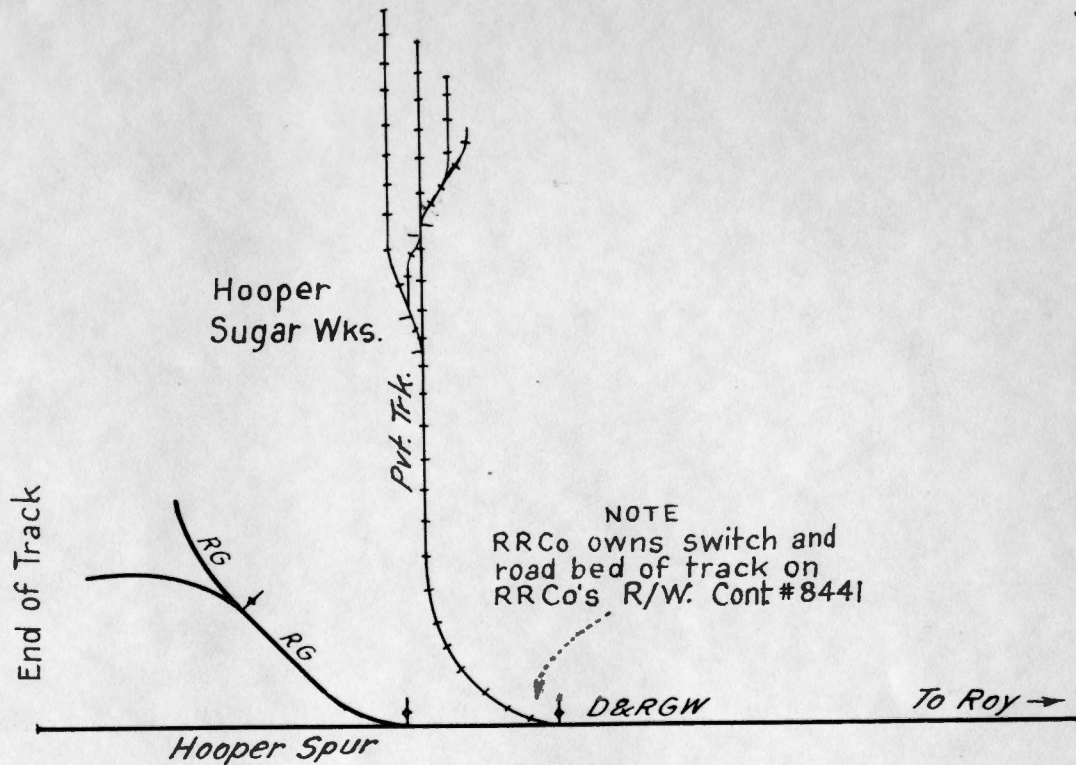 Hooper
Sugar Wks.
Pvt. Trk.
End of Track
RG
RG
NOTE
RRCo owns switch and
road bed of track on
RRCo's R/W. Cont #8441
D&RGW
To Roy →
Hooper Spur